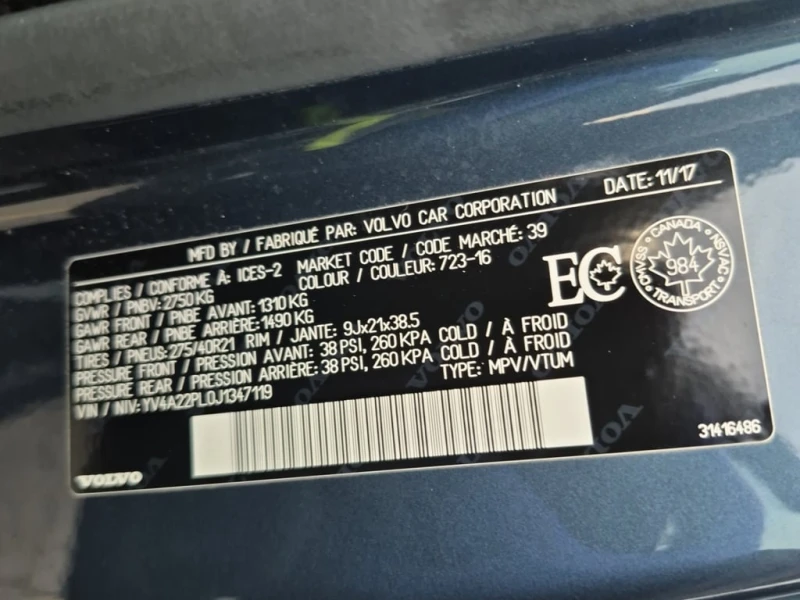 MFD BY / FABRIQUÉ PAR: VOLVO CAR CORPORATION DATE: 11/17
COMPLIES / CONFORME À: ICES-2 MARKET CODE / CODE MARCHÉ: 39
GVWR / PNBV: 2750 KG COLOUR / COULEUR: 723-16
GAWR FRONT / PNBE AVANT: 1310 KG
GAWR REAR / PNBE ARRIÈRE: 1490 KG
TIRES / PNEUS: 275/40R21 RIM / JANTE: 9Jx21x38.5
PRESSURE FRONT / PRESSION AVANT: 38 PSI, 260 KPA COLD / À FROID
PRESSURE REAR / PRESSION ARRIÈRE: 38 PSI, 260 KPA COLD / À FROID
VIN / NIV: YV4A22PL0J1347119 TYPE: MPV/VTUM
EC
CANADA
CMVSS NSVAC
984
TRANSPORT
31416486
VOLVO